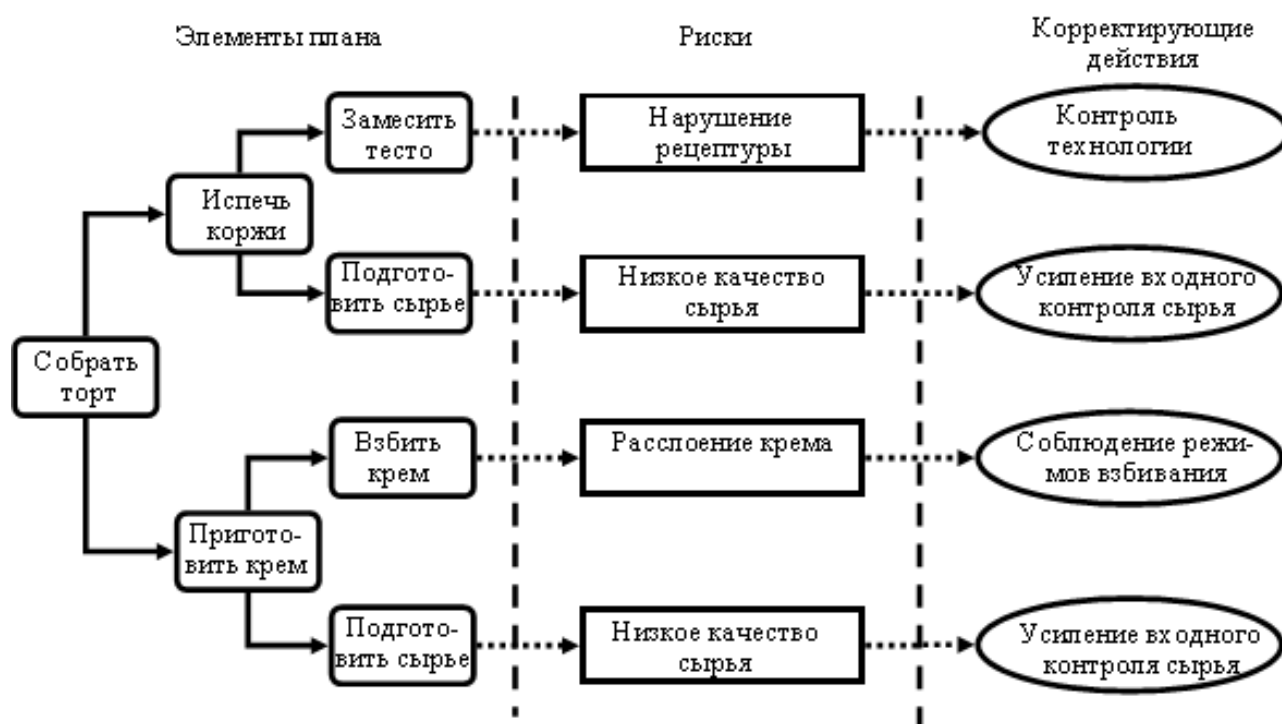 Элементы плана
Риски
Корректирующие
действия
Замесить
тесто
Нарушение
рецептуры
Контроль
технологии
Испечь
коржи
Подгото-
вить сырье
Низкое качество
сырья
Усиление входного
контроля сырья
Собрать
торт
Взбить
крем
Расслоение крема
Соблюдение режи-
мов взбивания
Пригото-
вить крем
Подгото-
вить сырье
Низкое качество
сырья
Усиление входного
контроля сырья